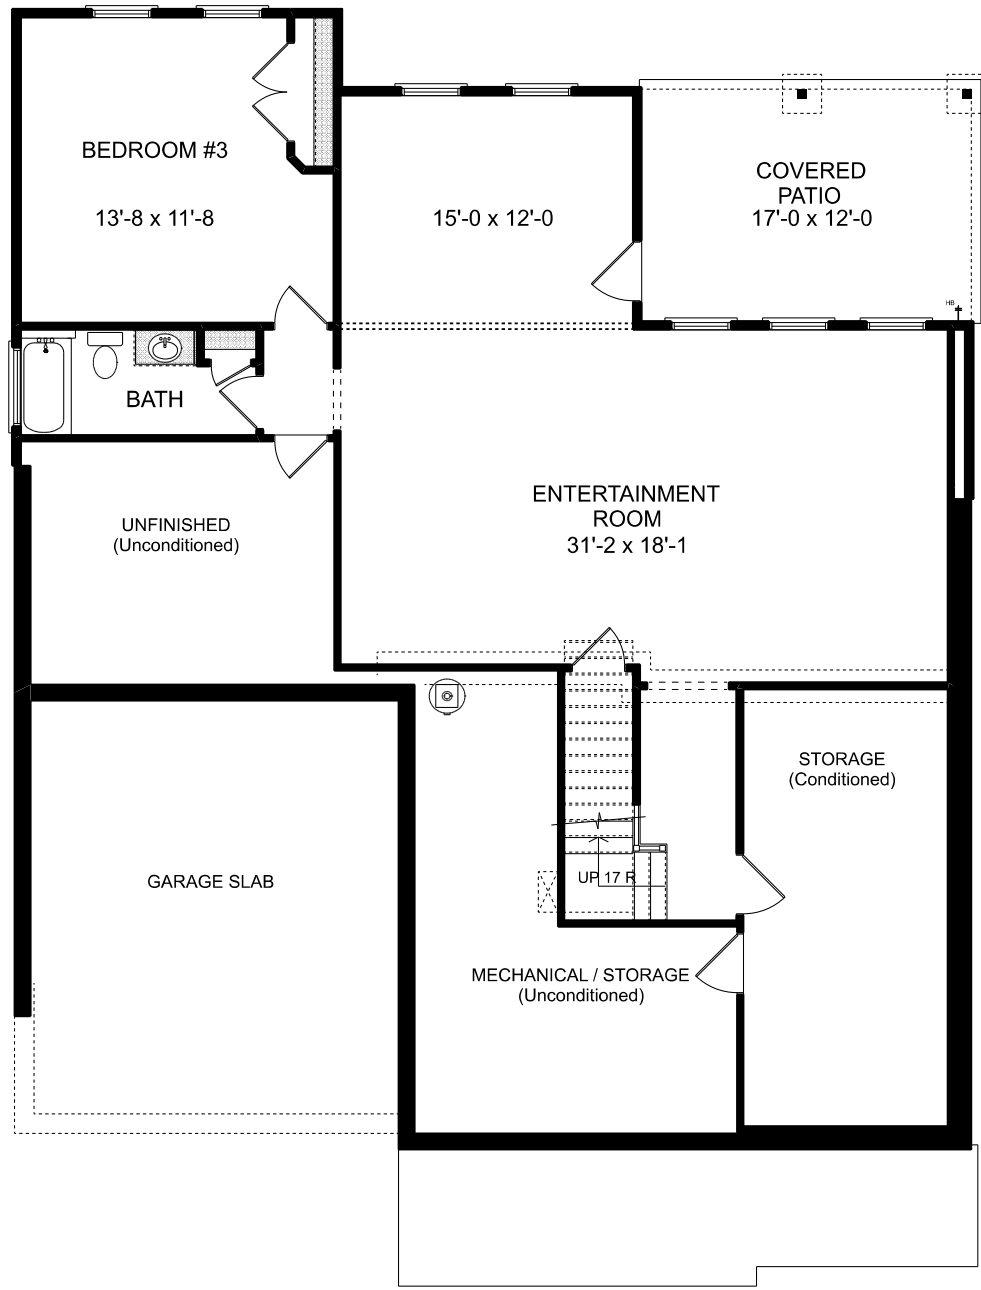 BEDROOM #3
13'-8 x 11'-8
15'-0 x 12'-0
COVERED
PATIO
17'-0 x 12'-0
HB
BATH
ENTERTAINMENT
ROOM
31'-2 x 18'-1
UNFINISHED
(Unconditioned)
STORAGE
(Conditioned)
GARAGE SLAB
UP 17 R
MECHANICAL / STORAGE
(Unconditioned)